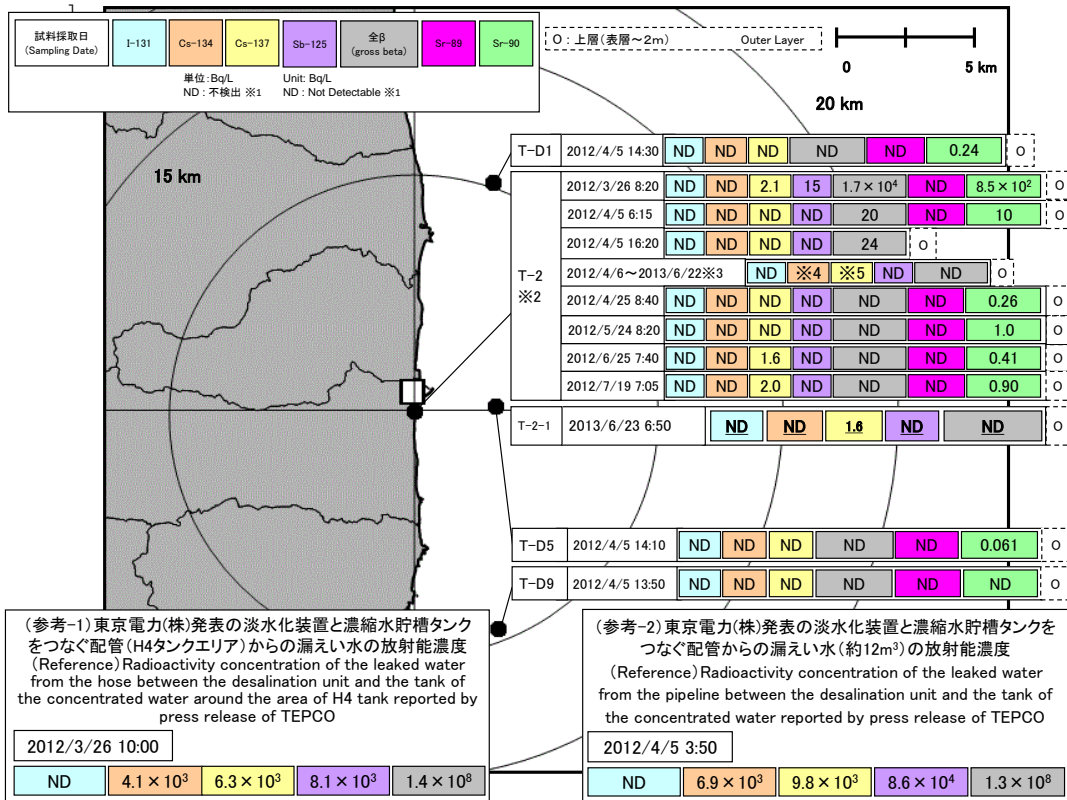 試料採取日
(Sampling Date)
I-131
Cs-134
Cs-137
Sb-125
全β
(gross beta)
Sr-89
Sr-90
単位:Bq/L Unit: Bq/L
ND : 不検出 ※1 ND : Not Detectable ※1
O : 上層(表層~2m) Outer Layer
0 5 km
20 km
15 km
T-D1 2012/4/5 14:30 ND ND ND ND ND 0.24 O
T-2
※2
2012/3/26 8:20 ND ND 2.1 15 1.7×10⁴ ND 8.5×10² O
2012/4/5 6:15 ND ND ND ND 20 ND 10 O
2012/4/5 16:20 ND ND ND ND 24 O
2012/4/6~2013/6/22※3 ND ※4 ※5 ND ND O
2012/4/25 8:40 ND ND ND ND ND ND 0.26 O
2012/5/24 8:20 ND ND ND ND ND ND 1.0 O
2012/6/25 7:40 ND ND 1.6 ND ND ND 0.41 O
2012/7/19 7:05 ND ND 2.0 ND ND ND 0.90 O
T-2-1 2013/6/23 6:50 ND ND 1.6 ND ND O
T-D5 2012/4/5 14:10 ND ND ND ND ND 0.061 O
T-D9 2012/4/5 13:50 ND ND ND ND ND ND O
(参考-1)東京電力(株)発表の淡水化装置と濃縮水貯槽タンク
をつなぐ配管(H4タンクエリア)からの漏えい水の放射能濃度
(Reference)Radioactivity concentration of the leaked water
from the hose between the desalination unit and the tank of
the concentrated water around the area of H4 tank reported by
press release of TEPCO
2012/3/26 10:00
ND 4.1×10³ 6.3×10³ 8.1×10³ 1.4×10⁸
(参考-2)東京電力(株)発表の淡水化装置と濃縮水貯槽タンクを
つなぐ配管からの漏えい水(約12m³)の放射能濃度
(Reference)Radioactivity concentration of the leaked water
from the pipeline between the desalination unit and the tank of
the concentrated water reported by press release of TEPCO
2012/4/5 3:50
ND 6.9×10³ 9.8×10³ 8.6×10⁴ 1.3×10⁸